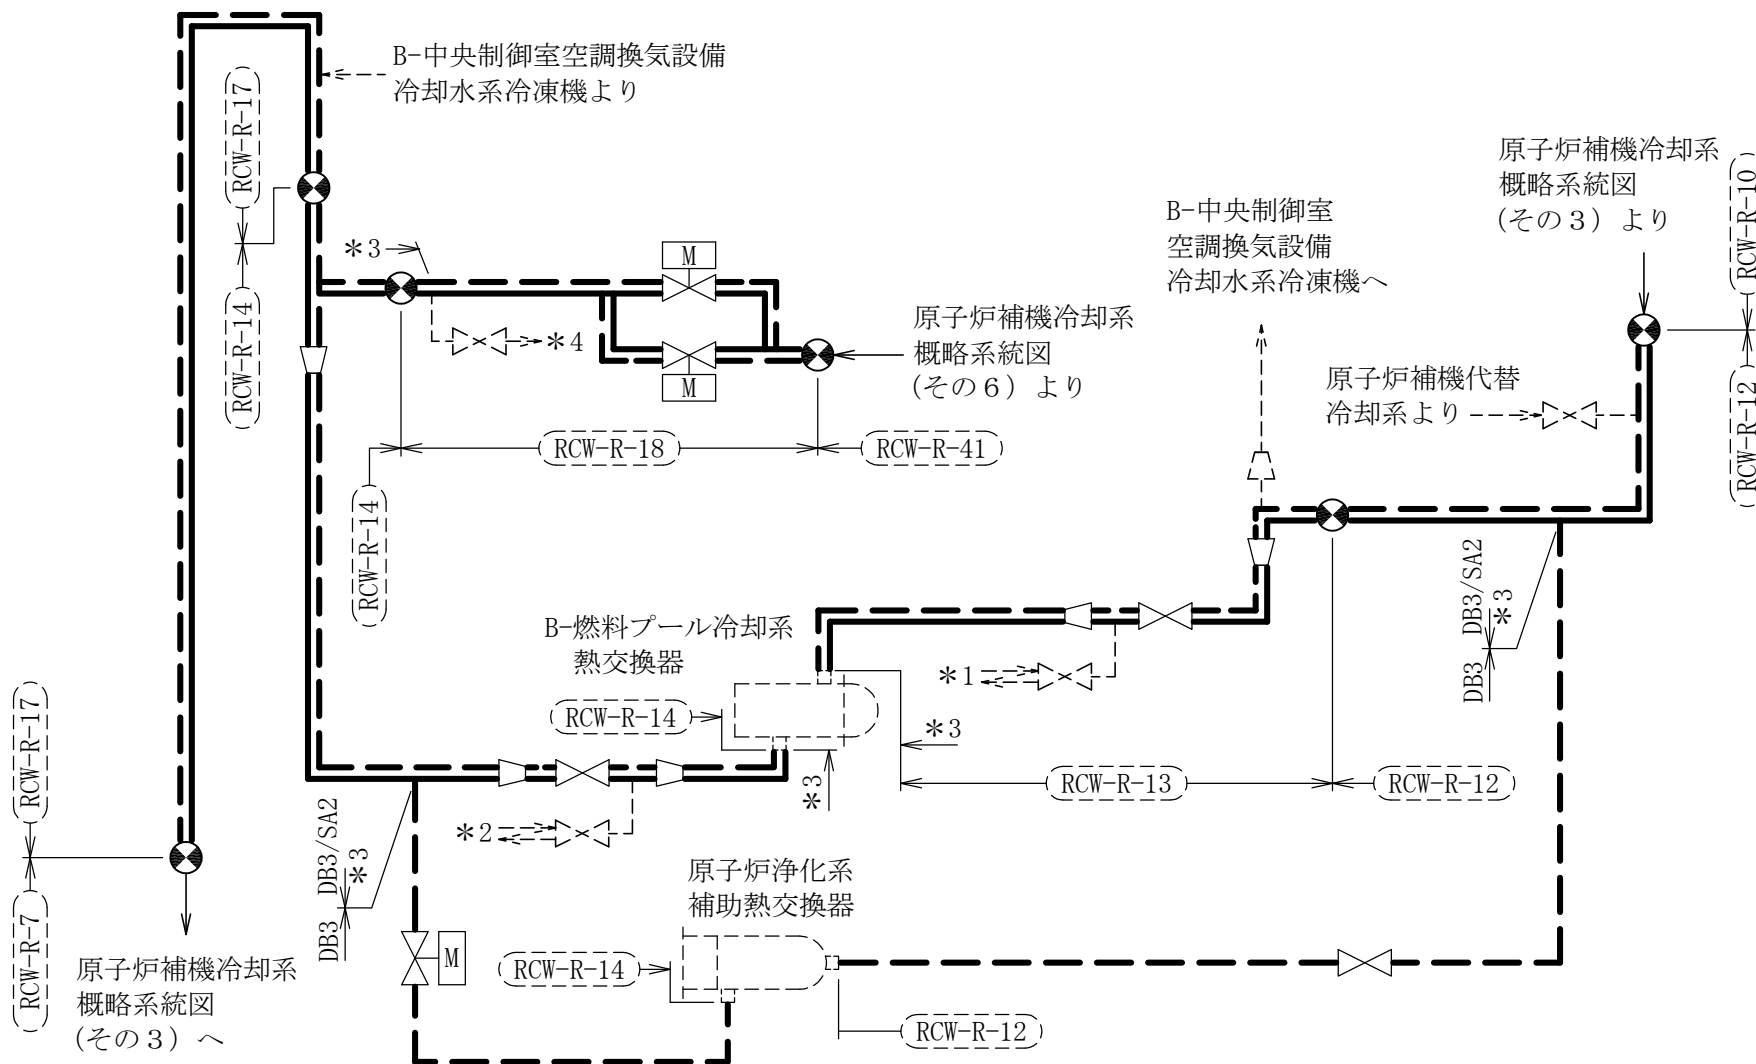 B-中央制御室空調換気設備
冷却水系冷凍機より
RCW-R-17
RCW-R-14
*3
M
*4
M
原子炉補機冷却系
概略系統図
(その6) より
RCW-R-18
RCW-R-41
RCW-R-14
B-中央制御室
空調換気設備
冷却水系冷凍機へ
原子炉補機冷却系
概略系統図
(その3) より
RCW-R-10
RCW-R-12
原子炉補機代替
冷却系より
DB3/SA2
*3
DB3
B-燃料プール冷却系
熱交換器
RCW-R-14
*1
*3
*3
RCW-R-13
RCW-R-12
*2
RCW-R-17
RCW-R-7
DB3/SA2
*3
DB3
原子炉補機冷却系
概略系統図
(その3) へ
M
原子炉浄化系
補助熱交換器
RCW-R-14
RCW-R-12